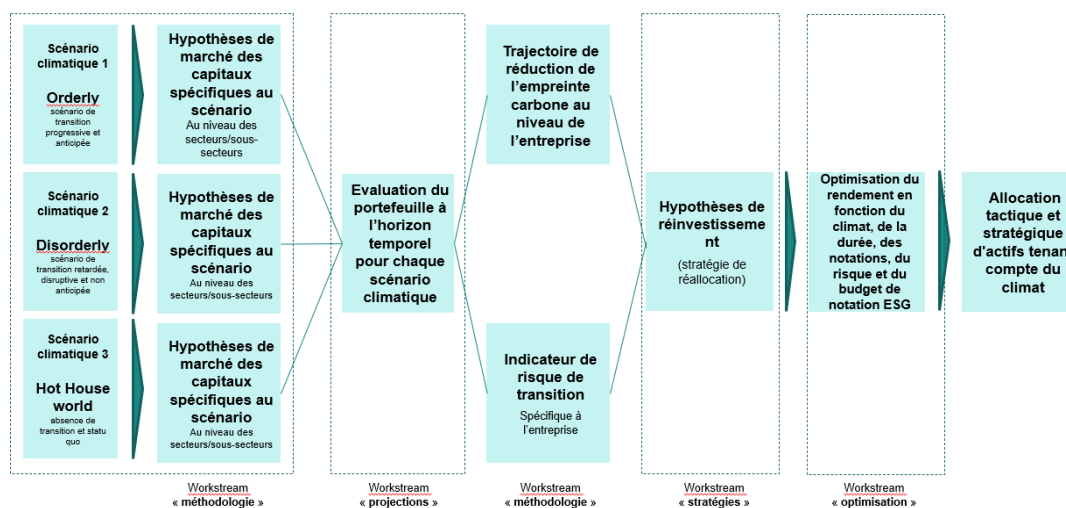 Scénario
climatique 1
Orderly
scénario de
transition
progressive et
anticipée
Hypothèses de
marché des
capitaux
spécifiques au
scénario
Au niveau des
secteurs/sous-
secteurs
Scénario
climatique 2
Disorderly
scénario de
transition retardée,
disruptive et non
anticipée
Hypothèses de
marché des
capitaux
spécifiques au
scénario
Au niveau des
secteurs/sous-secteurs
Scénario
climatique 3
Hot House
world
absence de
transition et statu
quo
Hypothèses de
marché des
capitaux
spécifiques au
scénario
Au niveau des
secteurs/sous-secteurs
Evaluation du
portefeuille à
l’horizon
temporel
pour chaque
scénario
climatique
Trajectoire de
réduction de
l’empreinte
carbone au
niveau de
l’entreprise
Indicateur de
risque de
transition
Spécifique à
l’entreprise
Hypothèses de
réinvestisseme
nt
(stratégie de
réallocation)
Optimisation du
rendement en
fonction du
climat, de la
durée, des
notations, du
risque et du
budget de
notation ESG
Allocation
tactique et
stratégique
d'actifs tenant
compte du
climat
Workstream
« méthodologie »
Workstream
« projections »
Workstream
« méthodologie »
Workstream
« stratégies »
Workstream
« optimisation »